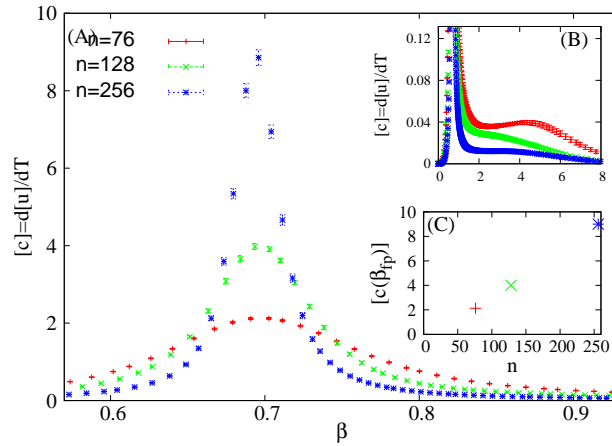 (A)
n=76
n=128
n=256
[c]=d[u]/dT
10
8
6
4
2
0
0.6
0.7
0.8
0.9
β
(B)
[c]=d[u]/dT
0.12
0.08
0.04
0
0
2
4
6
8
(C)
[c(β_fp)]
10
8
6
4
2
0
0
50
100
150
200
250
n